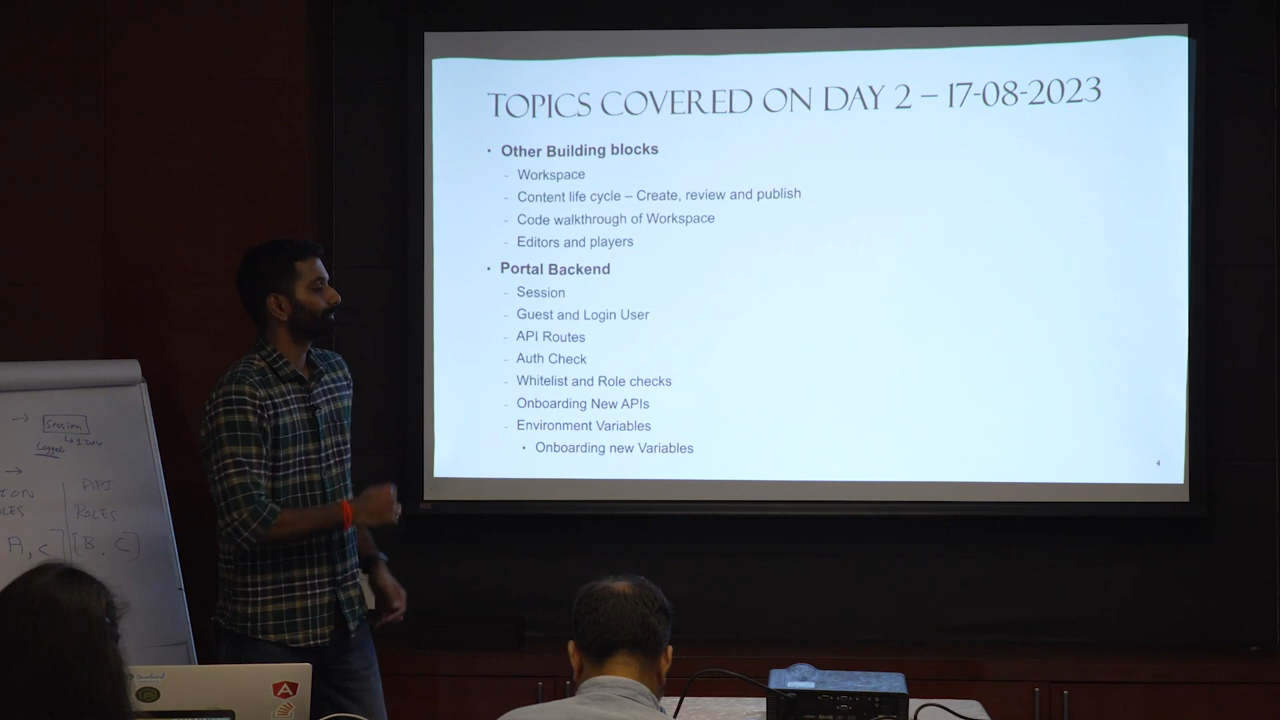 TOPICS COVERED ON DAY 2 – 17-08-2023
• Other Building blocks
- Workspace
- Content life cycle – Create, review and publish
- Code walkthrough of Workspace
- Editors and players
• Portal Backend
- Session
- Guest and Login User
- API Routes
- Auth Check
- Whitelist and Role checks
- Onboarding New APIs
- Environment Variables
• Onboarding new Variables
4
→ Session
↳ 1 Day
→
API
ROLES
A, C] [B, C]